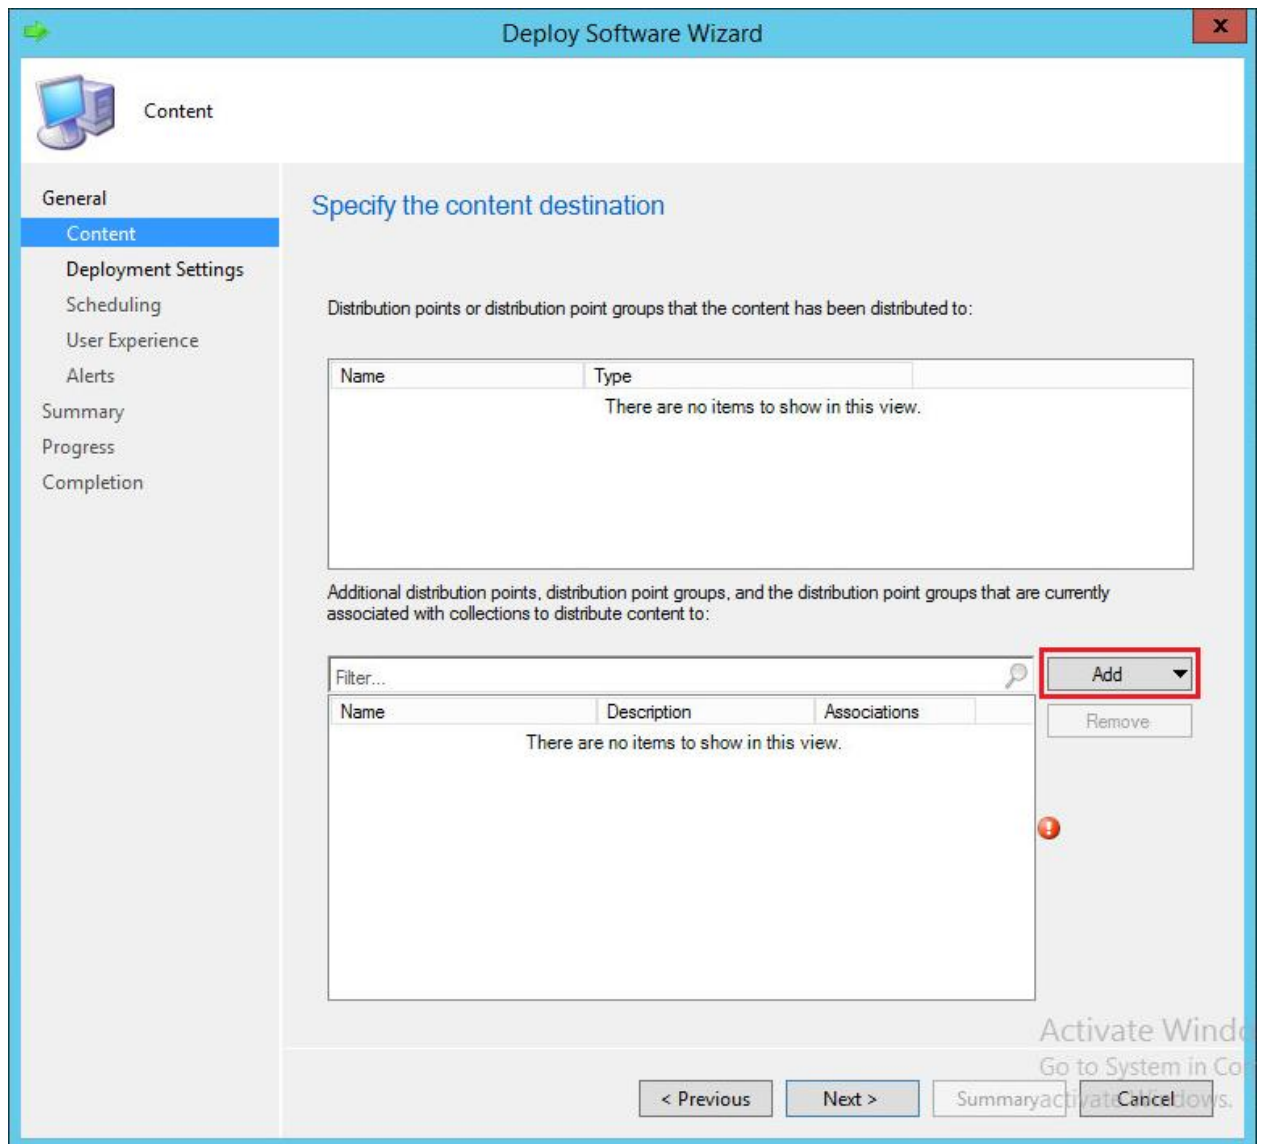 Deploy Software Wizard
x
Content
General
Content
Deployment Settings
Scheduling
User Experience
Alerts
Summary
Progress
Completion
Specify the content destination
Distribution points or distribution point groups that the content has been distributed to:
Name Type
There are no items to show in this view.
Additional distribution points, distribution point groups, and the distribution point groups that are currently
associated with collections to distribute content to:
Filter...
Add
Remove
Name Description Associations
There are no items to show in this view.
Activate
Go to System in
activate Windows.
< Previous Next > Summary Cancel